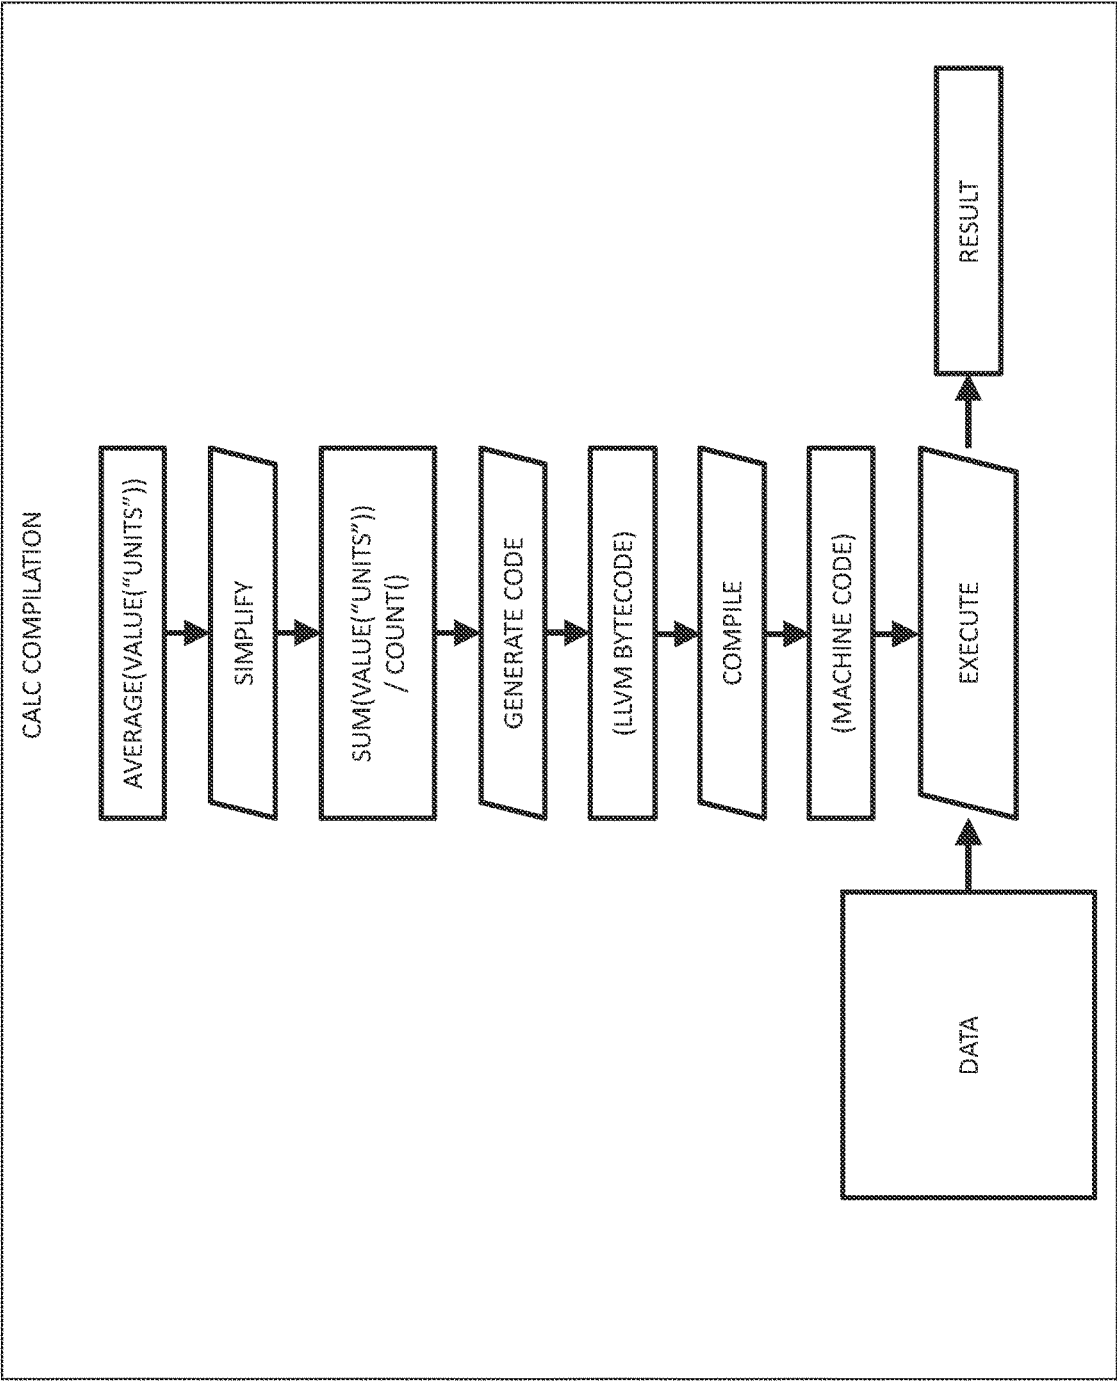 CALC COMPILATION
AVERAGE(VALUE("UNITS"))
SIMPLIFY
SUM(VALUE("UNITS"))
/ COUNT()
GENERATE CODE
(LLVM BYTECODE)
COMPILE
(MACHINE CODE)
DATA
EXECUTE
RESULT